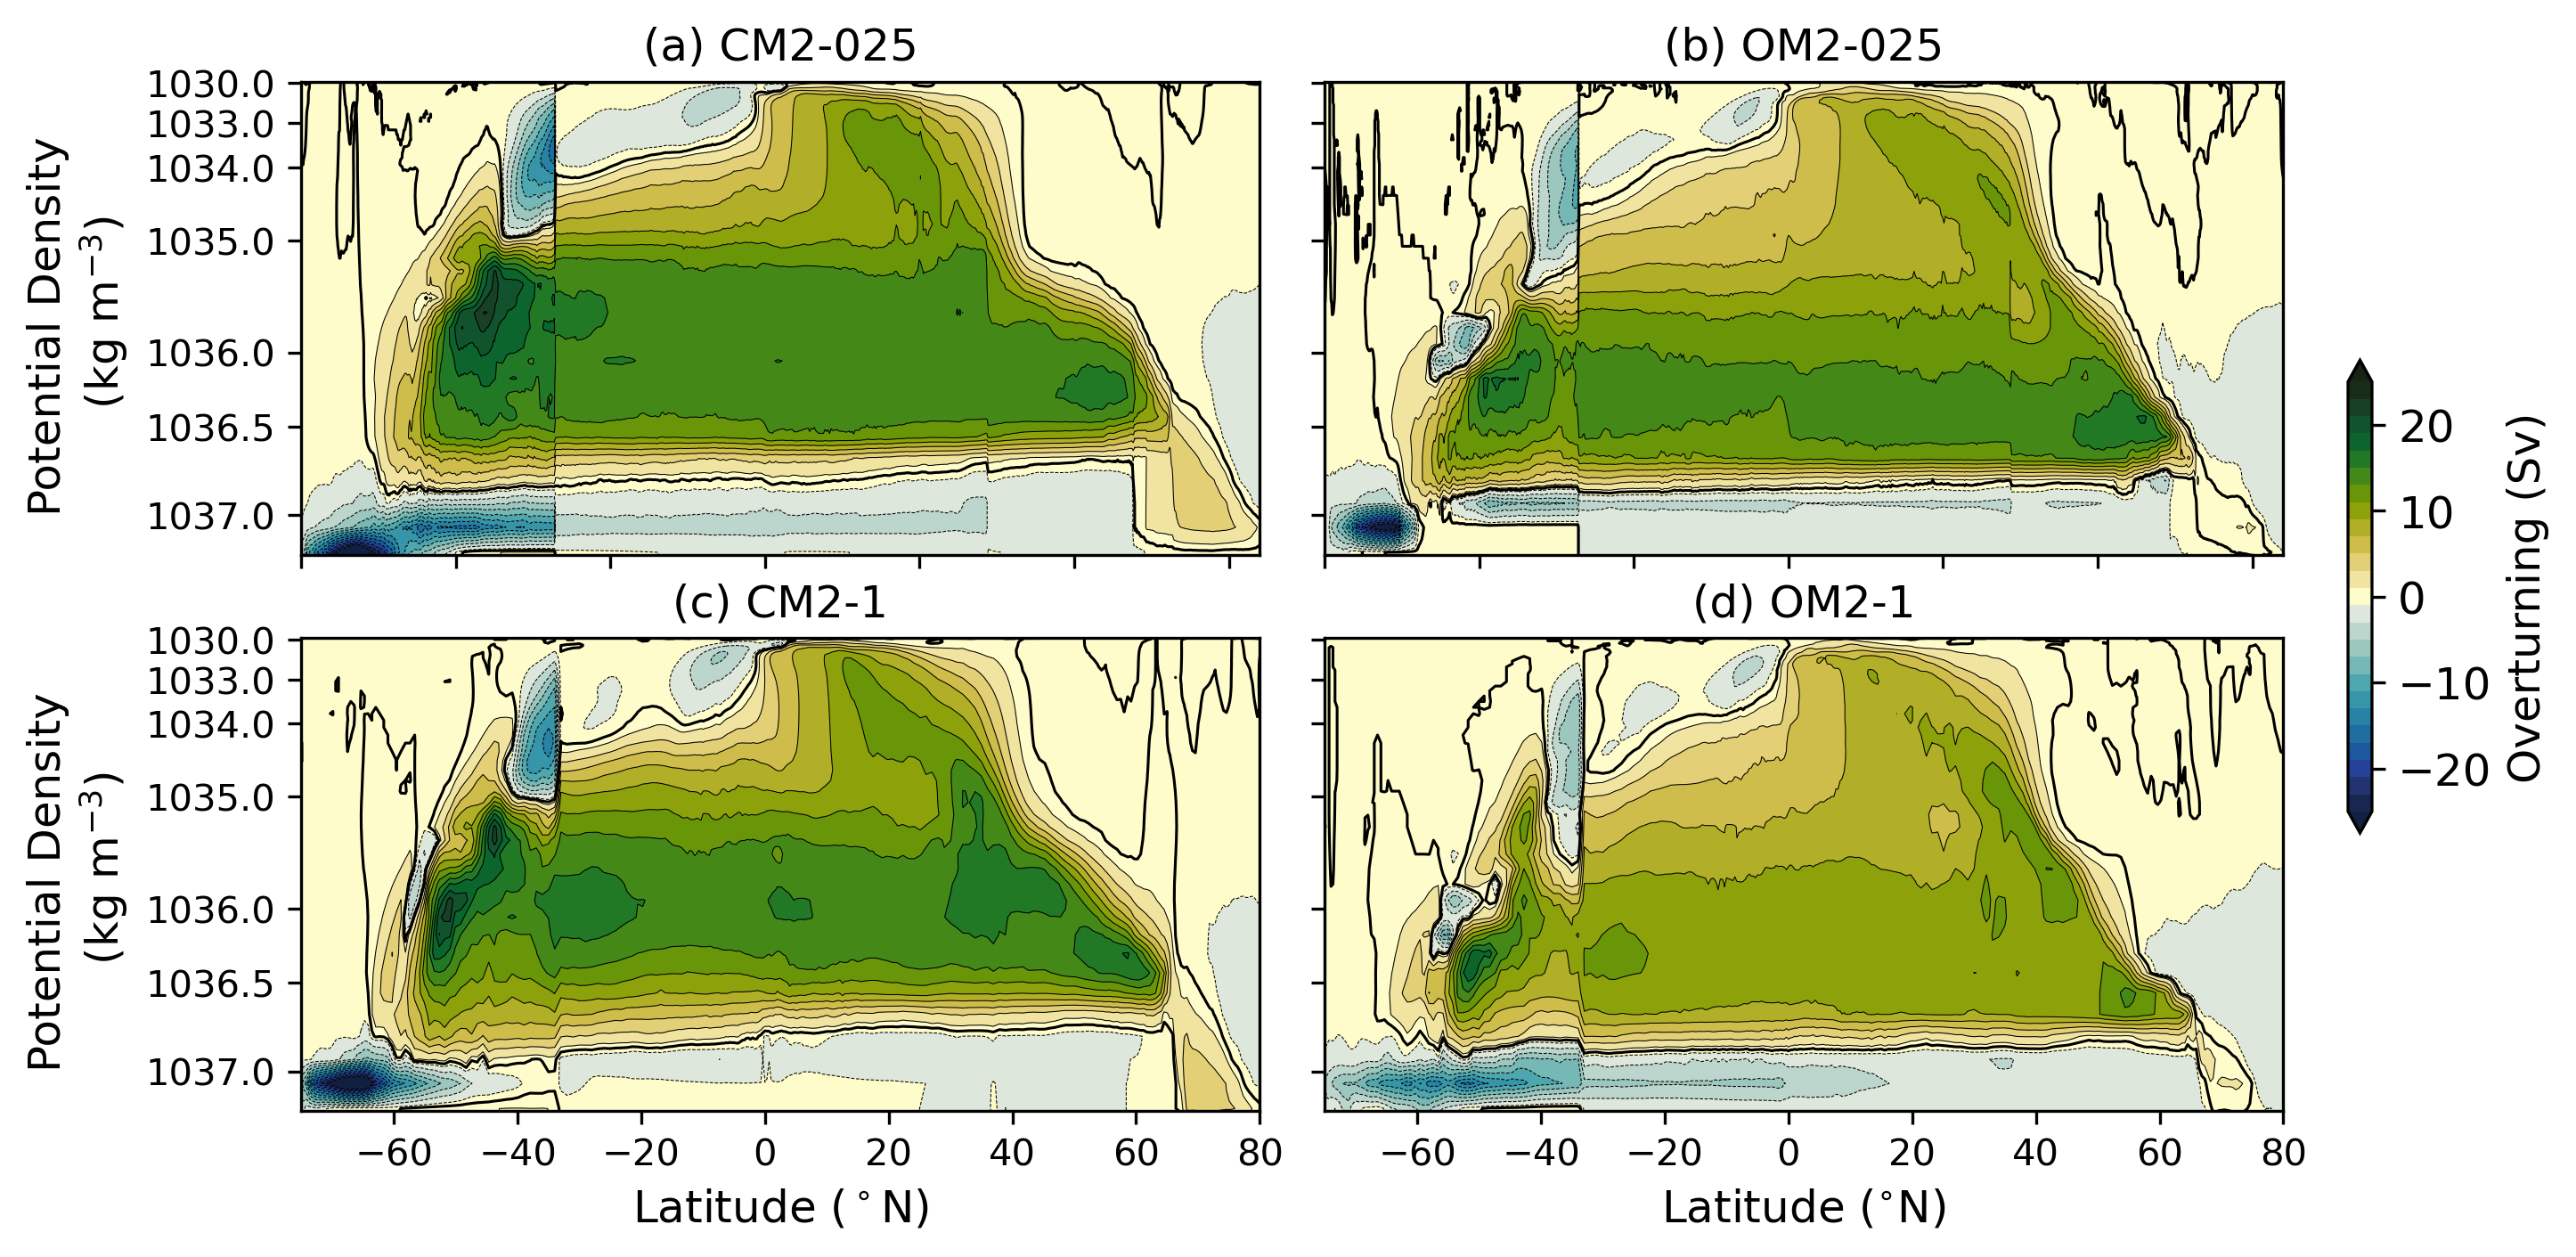 (a) CM2-025
(b) OM2-025
Potential Density
(kg m⁻³)
1030.0
1033.0
1034.0
1035.0
1036.0
1036.5
1037.0
(c) CM2-1
(d) OM2-1
Potential Density
(kg m⁻³)
1030.0
1033.0
1034.0
1035.0
1036.0
1036.5
1037.0
−60 −40 −20 0 20 40 60 80
−60 −40 −20 0 20 40 60 80
Latitude (°N)
Latitude (°N)
20
10
0
−10
−20
Overturning (Sv)